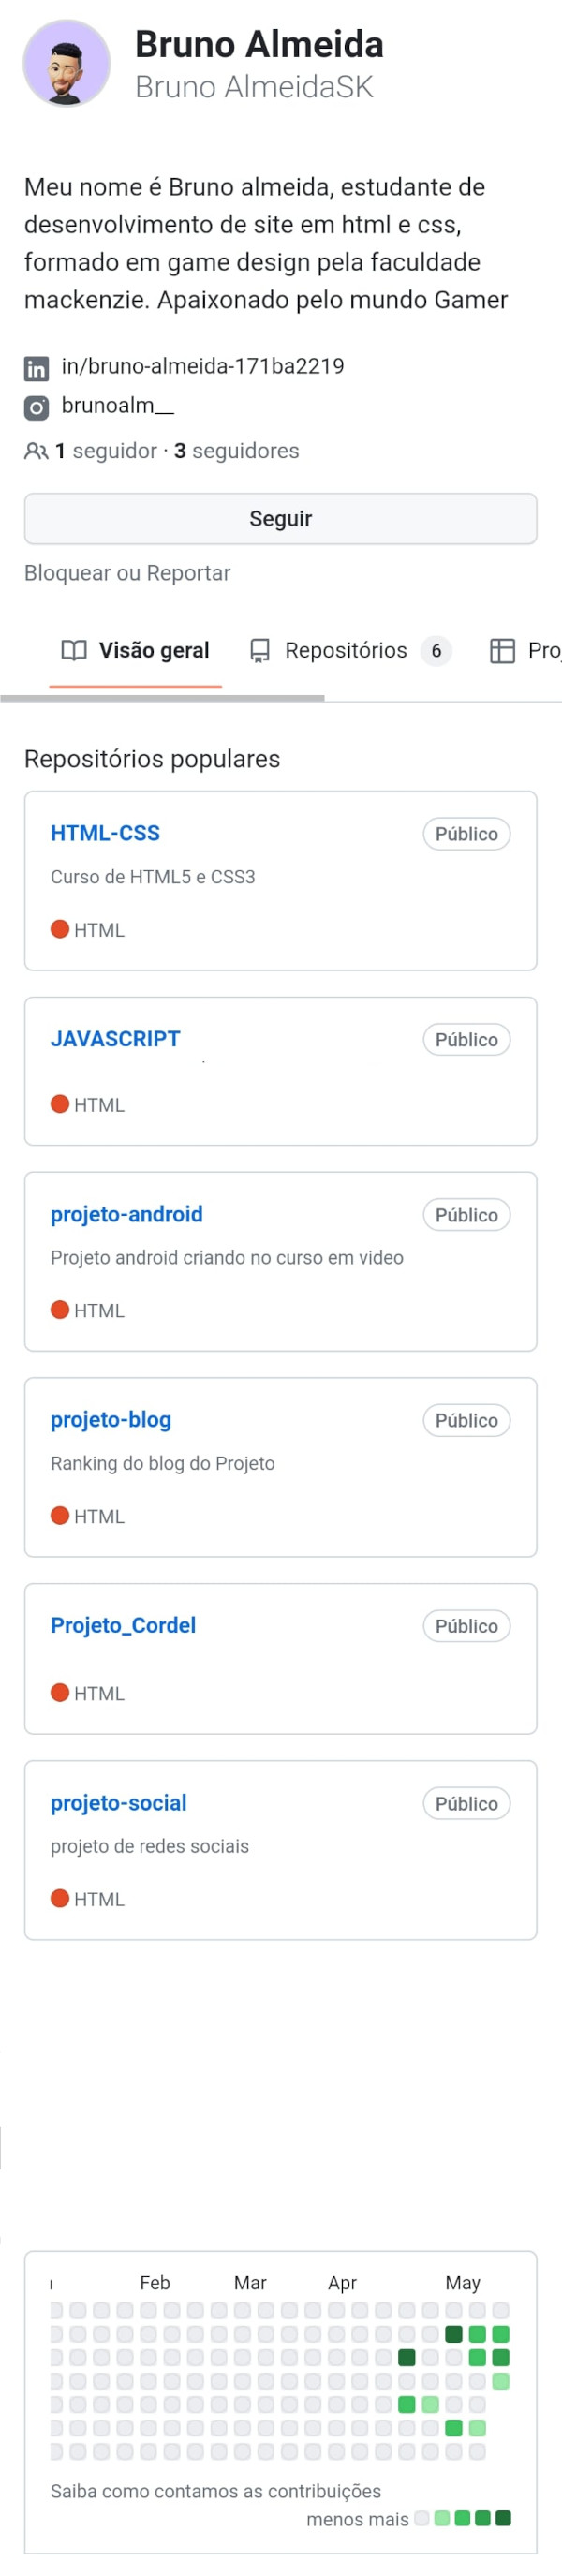 Bruno Almeida
Bruno AlmeidaSK
Meu nome é Bruno almeida, estudante de
desenvolvimento de site em html e css,
formado em game design pela faculdade
mackenzie. Apaixonado pelo mundo Gamer
in/bruno-almeida-171ba2219
brunoalm__
1 seguidor · 3 seguidores
Seguir
Bloquear ou Reportar
Visão geral Repositórios 6 Pro
Repositórios populares
HTML-CSS Público
Curso de HTML5 e CSS3
HTML
JAVASCRIPT Público
HTML
projeto-android Público
Projeto android criando no curso em video
HTML
projeto-blog Público
Ranking do blog do Projeto
HTML
Projeto_Cordel Público
HTML
projeto-social Público
projeto de redes sociais
HTML
Feb Mar Apr May
Saiba como contamos as contribuições
menos mais